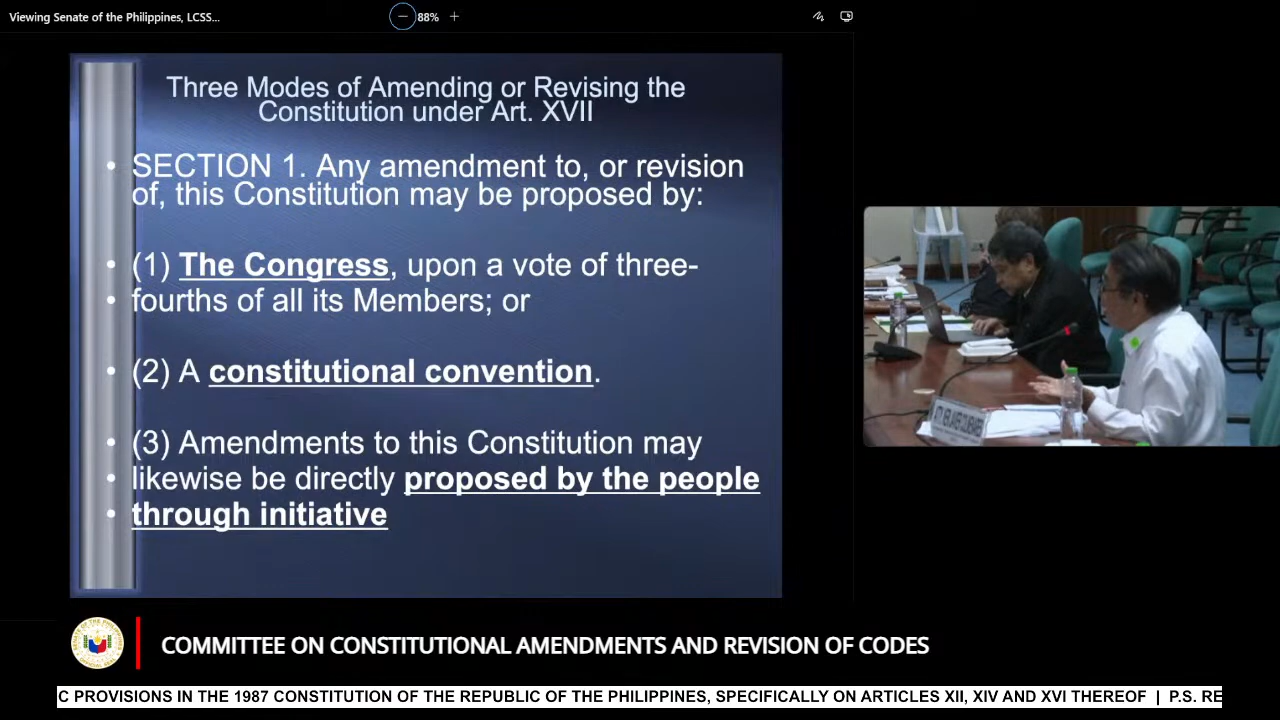 Viewing Senate of the Philippines, LCSS...
88%
Three Modes of Amending or Revising the
Constitution under Art. XVII
• SECTION 1. Any amendment to, or revision
of, this Constitution may be proposed by:
• (1) The Congress, upon a vote of three-
• fourths of all its Members; or
• (2) A constitutional convention.
• (3) Amendments to this Constitution may
• likewise be directly proposed by the people
• through initiative
COMMITTEE ON CONSTITUTIONAL AMENDMENTS AND REVISION OF CODES
C PROVISIONS IN THE 1987 CONSTITUTION OF THE REPUBLIC OF THE PHILIPPINES, SPECIFICALLY ON ARTICLES XII, XIV AND XVI THEREOF | P.S. RE